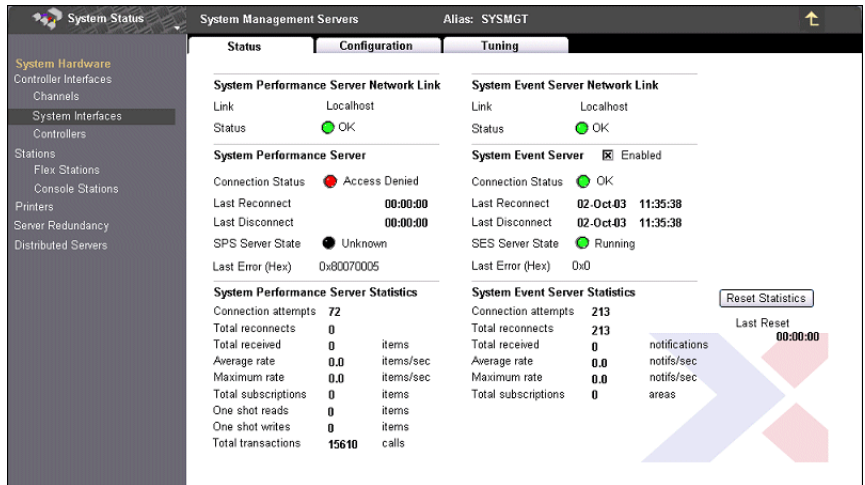 System Status
System Management Servers Alias: SYSMGT
Status Configuration Tuning
System Hardware
Controller Interfaces
Channels
System Interfaces
Controllers
Stations
Flex Stations
Console Stations
Printers
Server Redundancy
Distributed Servers
System Performance Server Network Link
Link Localhost
Status OK
System Performance Server
Connection Status Access Denied
Last Reconnect 00:00:00
Last Disconnect 00:00:00
SPS Server State Unknown
Last Error (Hex) 0x80070005
System Performance Server Statistics
Connection attempts 72
Total reconnects 0
Total received 0 items
Average rate 0.0 items/sec
Maximum rate 0.0 items/sec
Total subscriptions 0 items
One shot reads 0 items
One shot writes 0 items
Total transactions 15610 calls
System Event Server Network Link
Link Localhost
Status OK
System Event Server Enabled
Connection Status OK
Last Reconnect 02-Oct-03 11:35:38
Last Disconnect 02-Oct-03 11:35:38
SES Server State Running
Last Error (Hex) 0x0
System Event Server Statistics
Connection attempts 213
Total reconnects 213
Total received 0 notifications
Average rate 0.0 notifs/sec
Maximum rate 0.0 notifs/sec
Total subscriptions 0 areas
Reset Statistics
Last Reset
00:00:00